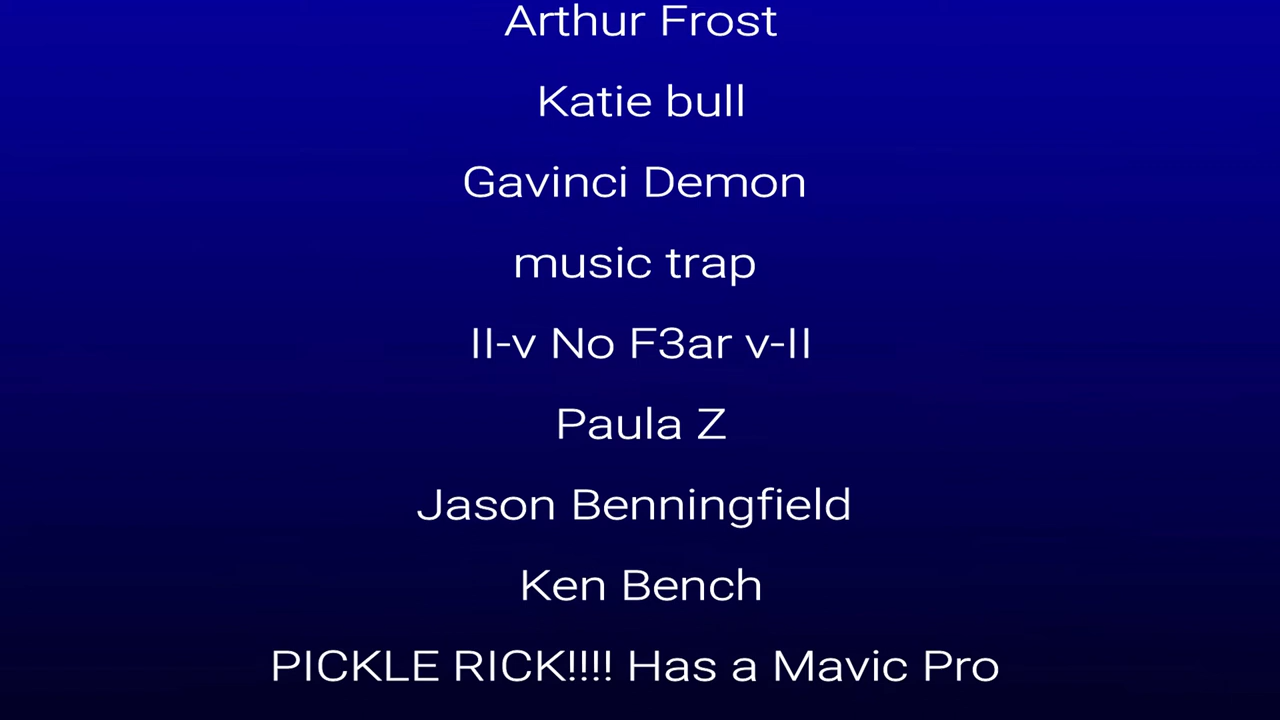 Arthur Frost
Katie bull
Gavinci Demon
music trap
II-v No F3ar v-II
Paula Z
Jason Benningfield
Ken Bench
PICKLE RICK!!!! Has a Mavic Pro